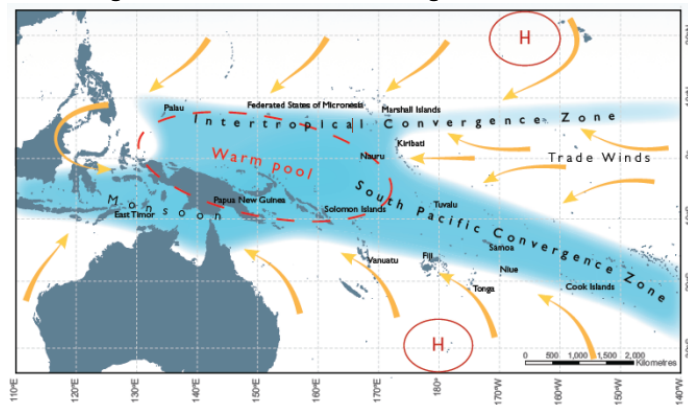 H
Palau
Federated States of Micronesia
Marshall Islands
Intertropical Convergence Zone
Kiribati
Nauru
Trade Winds
Warm pool
South Pacific Convergence Zone
Monsoon
Papua New Guinea
East Timor
Solomon Islands
Tuvalu
Samoa
Vanuatu
Fiji
Niue
Tonga
Cook Islands
H
0 500 1,000 1,500 2,000
Kilometres
110°E 120°E 130°E 140°E 150°E 160°E 170°E 180° 170°W 160°W 150°W 140°W